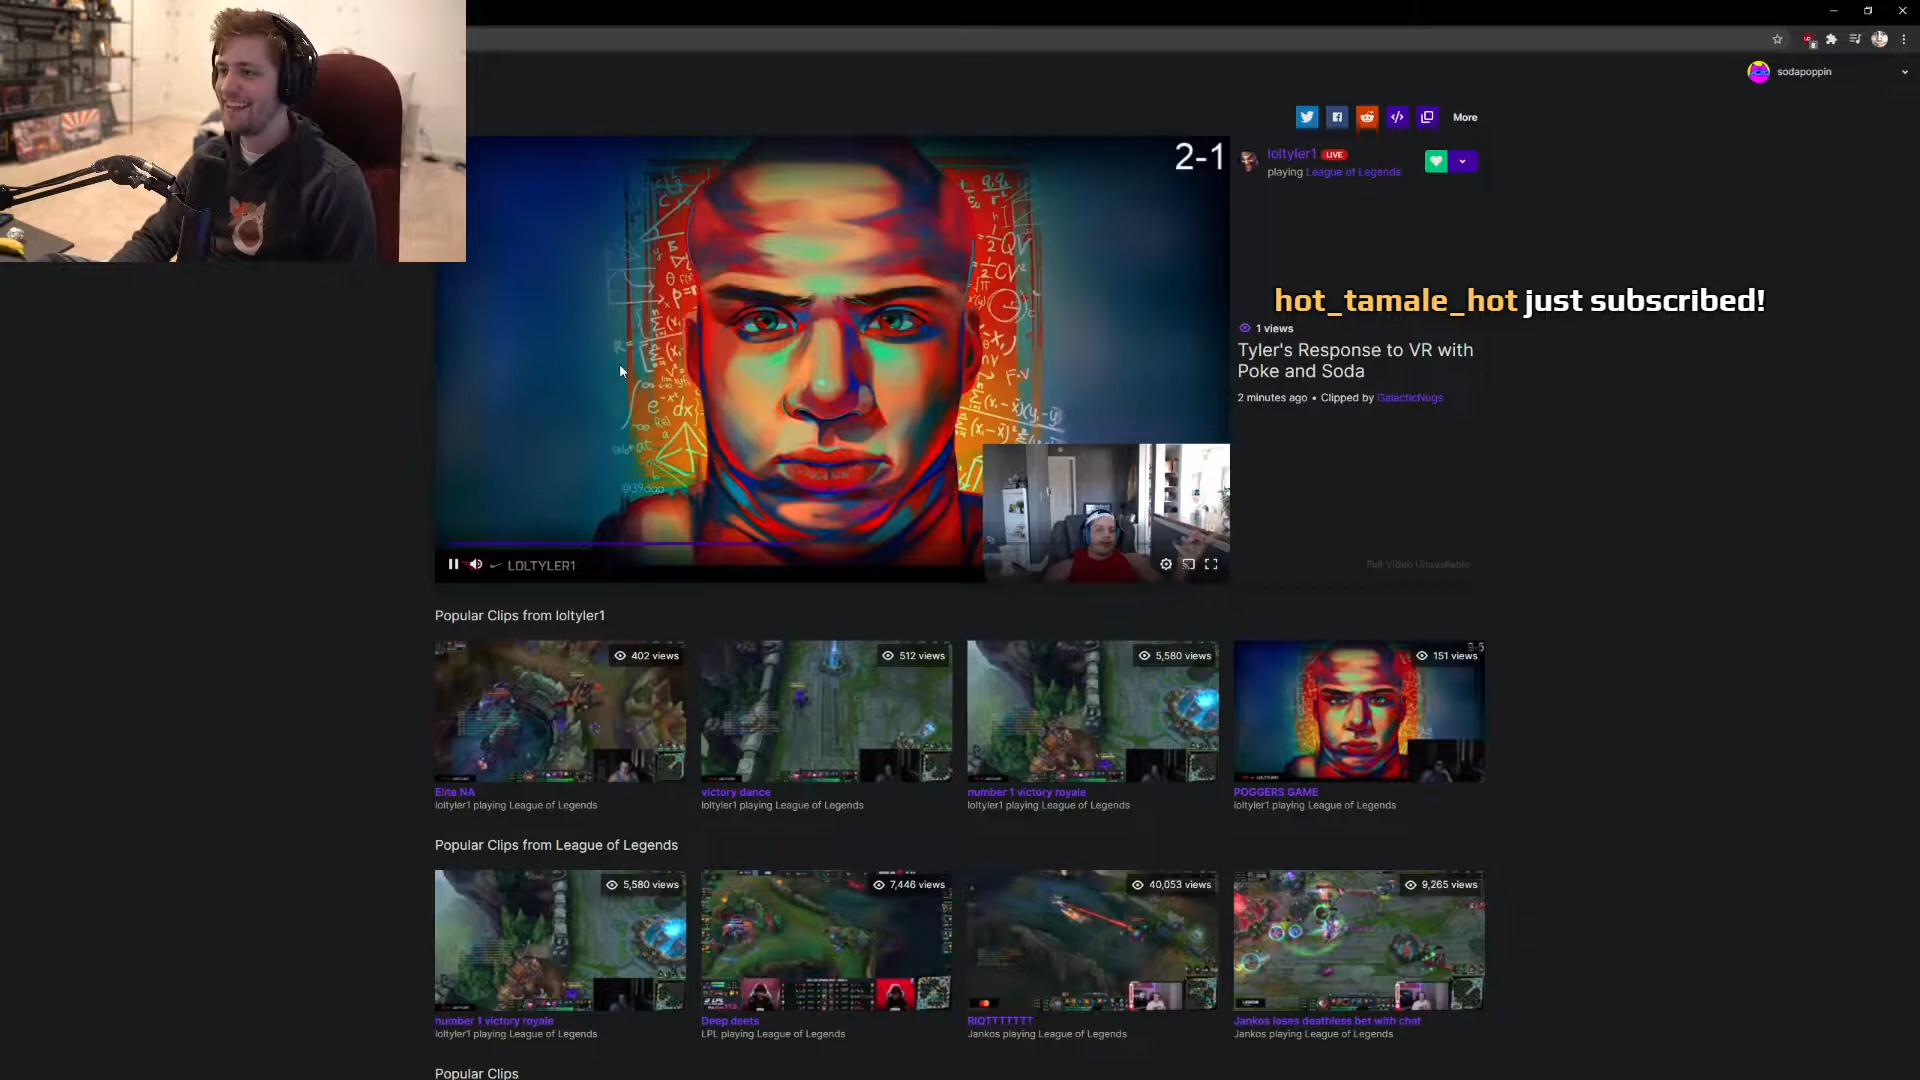 sodapoppin
More
2-1
loltyler1 LIVE
playing League of Legends
hot_tamale_hot just subscribed!
1 views
Tyler's Response to VR with
Poke and Soda
2 minutes ago • Clipped by GalacticNugs
@39dap
LOLTYLER1
Full Video Unavailable
Popular Clips from loltyler1
402 views
512 views
5,580 views
151 views
Elite NA
victory dance
number 1 victory royale
POGGERS GAME
loltyler1 playing League of Legends
loltyler1 playing League of Legends
loltyler1 playing League of Legends
loltyler1 playing League of Legends
Popular Clips from League of Legends
5,580 views
7,446 views
40,053 views
9,265 views
number 1 victory royale
Deep deets
RIOTTTTTTT
Jankos loses deathless bet with chat
loltyler1 playing League of Legends
LPL playing League of Legends
Jankos playing League of Legends
Jankos playing League of Legends
Popular Clips